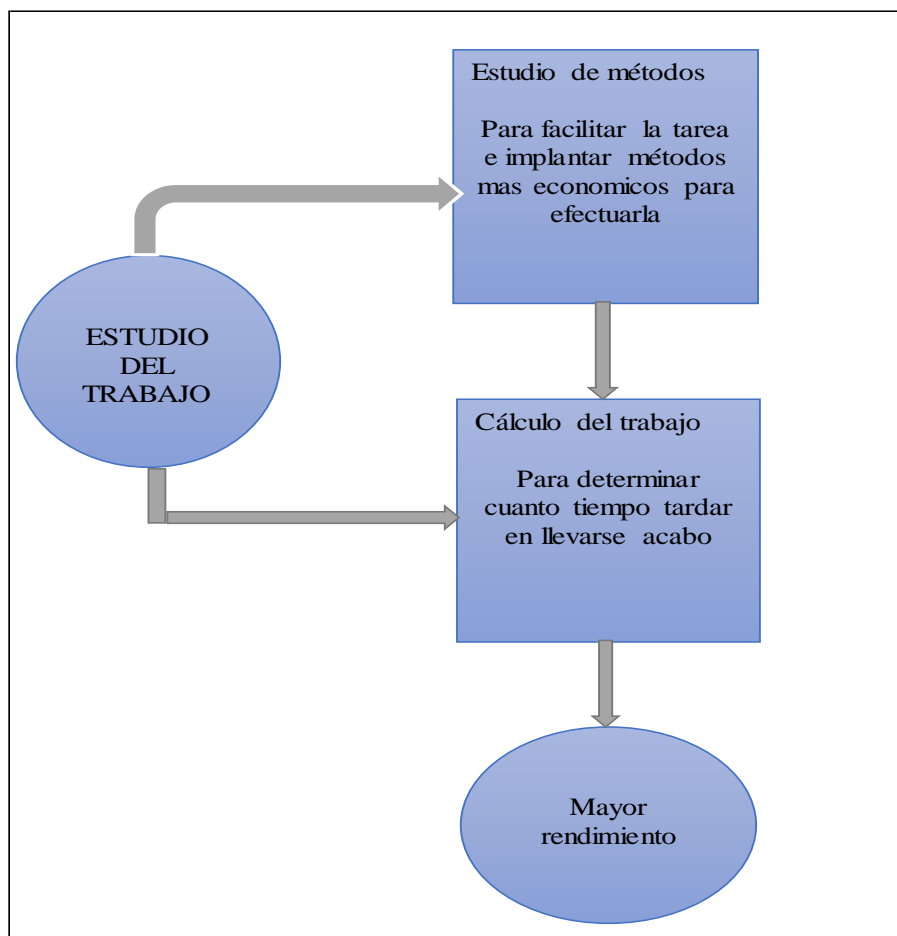 Estudio de métodos
Para facilitar la tarea
e implantar métodos
mas economicos para
efectuarla
ESTUDIO
DEL
TRABAJO
Cálculo del trabajo
Para determinar
cuanto tiempo tardar
en llevarse acabo
Mayor
rendimiento